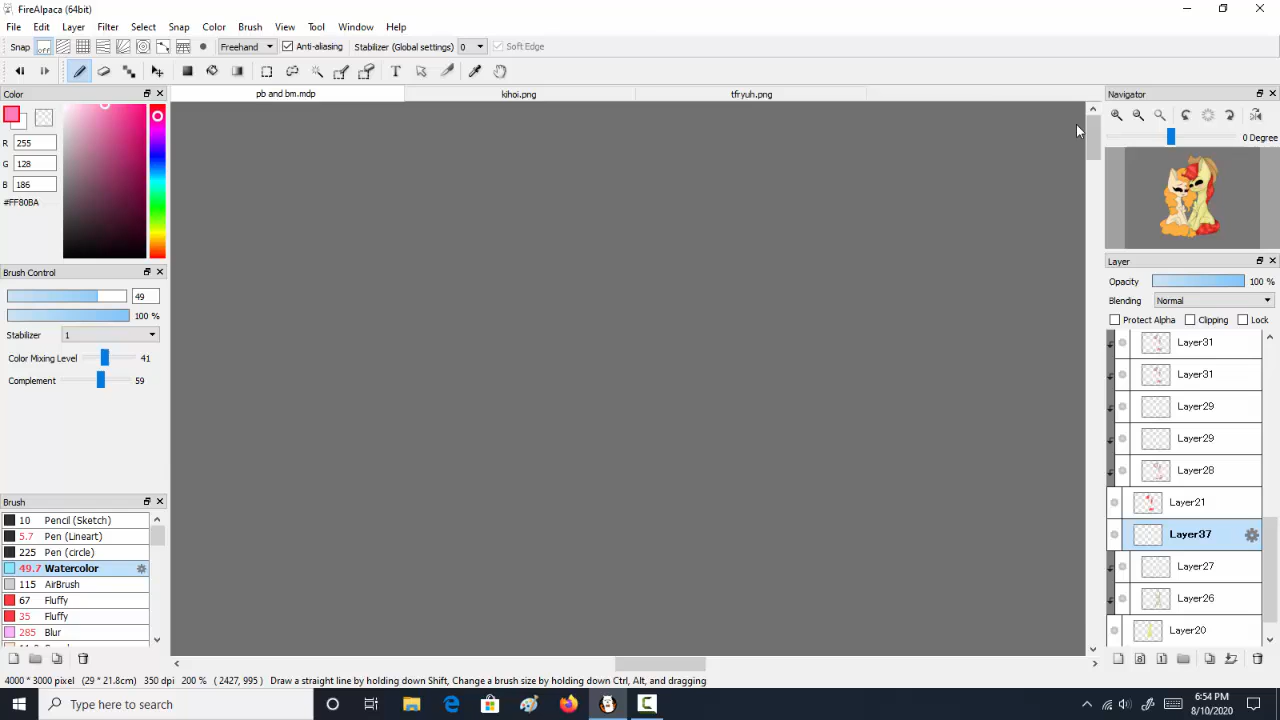 FireAlpaca (64bit)
File Edit Layer Filter Select Snap Color Brush View Tool Window Help
Snap Freehand Anti-aliasing Stabilizer (Global settings) 0 Soft Edge
Color pb and bm.mdp kihoi.png tfryuh.png Navigator
R 255
G 128
B 186
#FF80BA
0 Degree
Brush Control
49
100 %
Stabilizer 1
Color Mixing Level 41
Complement 59
Layer
Opacity 100 %
Blending Normal
Protect Alpha Clipping Lock
Layer31
Layer31
Layer29
Layer29
Layer28
Layer21
Layer37
Layer27
Layer26
Layer20
Brush
10 Pencil (Sketch)
5.7 Pen (Lineart)
225 Pen (circle)
49.7 Watercolor
115 AirBrush
67 Fluffy
35 Fluffy
285 Blur
4000 * 3000 pixel (29 * 21.8cm) 350 dpi 200 % ( 2427, 995 ) Draw a straight line by holding down Shift, Change a brush size by holding down Ctrl, Alt, and dragging
Type here to search
6:54 PM
8/10/2020